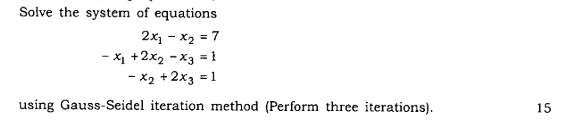 Solve the system of equations
2x₁ − x₂ = 7
− x₁ + 2x₂ − x₃ = 1
− x₂ + 2x₃ = 1
using Gauss-Seidel iteration method (Perform three iterations). 15